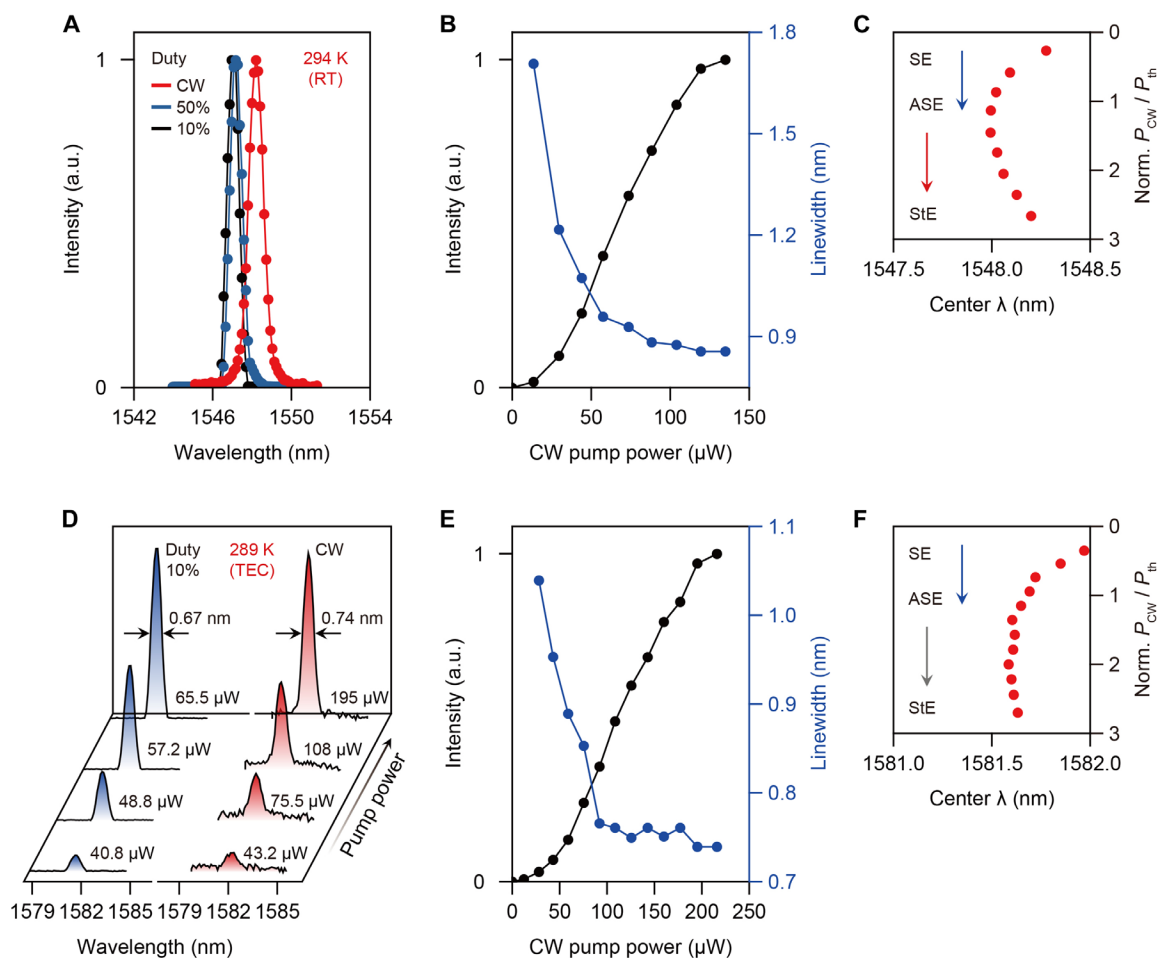 A
1
Intensity (a.u.)
0
Duty
CW
50%
10%
294 K
(RT)
1542
1546
1550
1554
Wavelength (nm)
B
1
Intensity (a.u.)
0
0
50
100
150
CW pump power (µW)
1.8
1.5
1.2
0.9
Linewidth (nm)
C
SE
ASE
StE
0
1
2
3
Norm. PCW / Pth
1547.5
1548.0
1548.5
Center λ (nm)
D
Duty
10%
289 K
(TEC)
CW
0.67 nm
0.74 nm
65.5 µW
195 µW
57.2 µW
108 µW
48.8 µW
75.5 µW
40.8 µW
43.2 µW
Pump power
1579
1582
1585
1579
1582
1585
Wavelength (nm)
E
1
Intensity (a.u.)
0
0
50
100
150
200
250
CW pump power (µW)
1.1
1.0
0.9
0.8
0.7
Linewidth (nm)
F
SE
ASE
StE
0
1
2
3
Norm. PCW / Pth
1581.0
1581.5
1582.0
Center λ (nm)